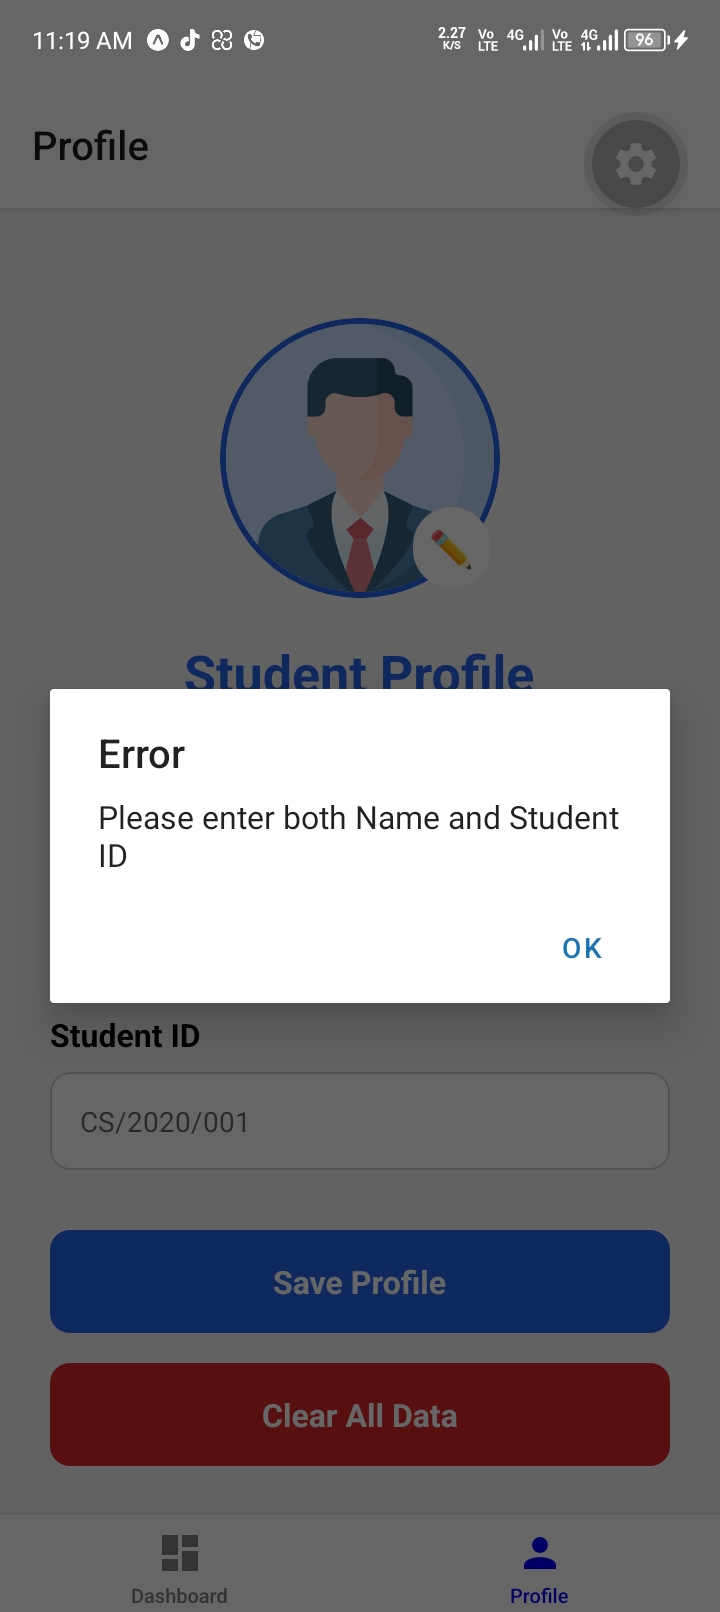 11:19 AM
2.27 K/S Vo LTE 4G Vo LTE 4G 96
Profile
Student Profile
Error
Please enter both Name and Student
ID
OK
Student ID
CS/2020/001
Save Profile
Clear All Data
Dashboard
Profile